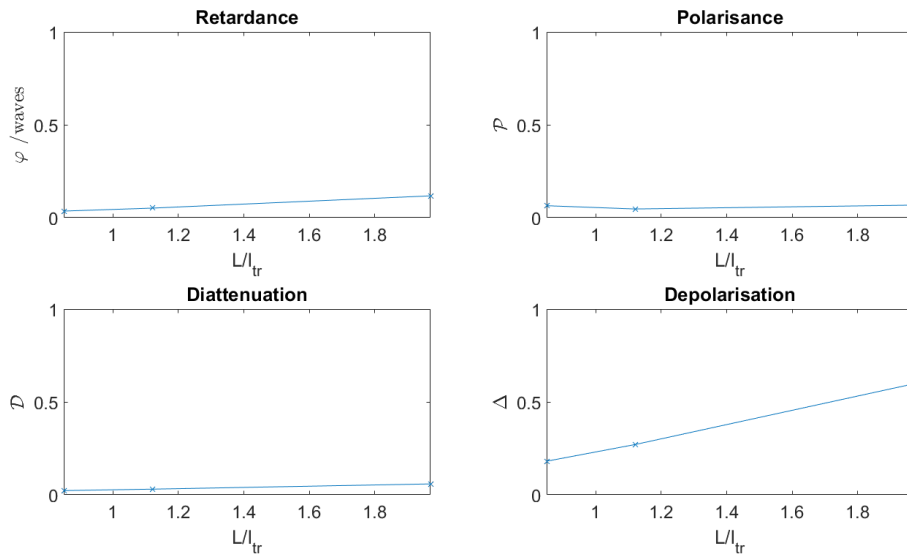 Retardance
1
0.5
0
φ /waves
1
1.2
1.4
1.6
1.8
L/l_tr
Polarisance
1
0.5
0
𝒫
1
1.2
1.4
1.6
1.8
L/l_tr
Diattenuation
1
0.5
0
𝒟
1
1.2
1.4
1.6
1.8
L/l_tr
Depolarisation
1
0.5
0
Δ
1
1.2
1.4
1.6
1.8
L/l_tr